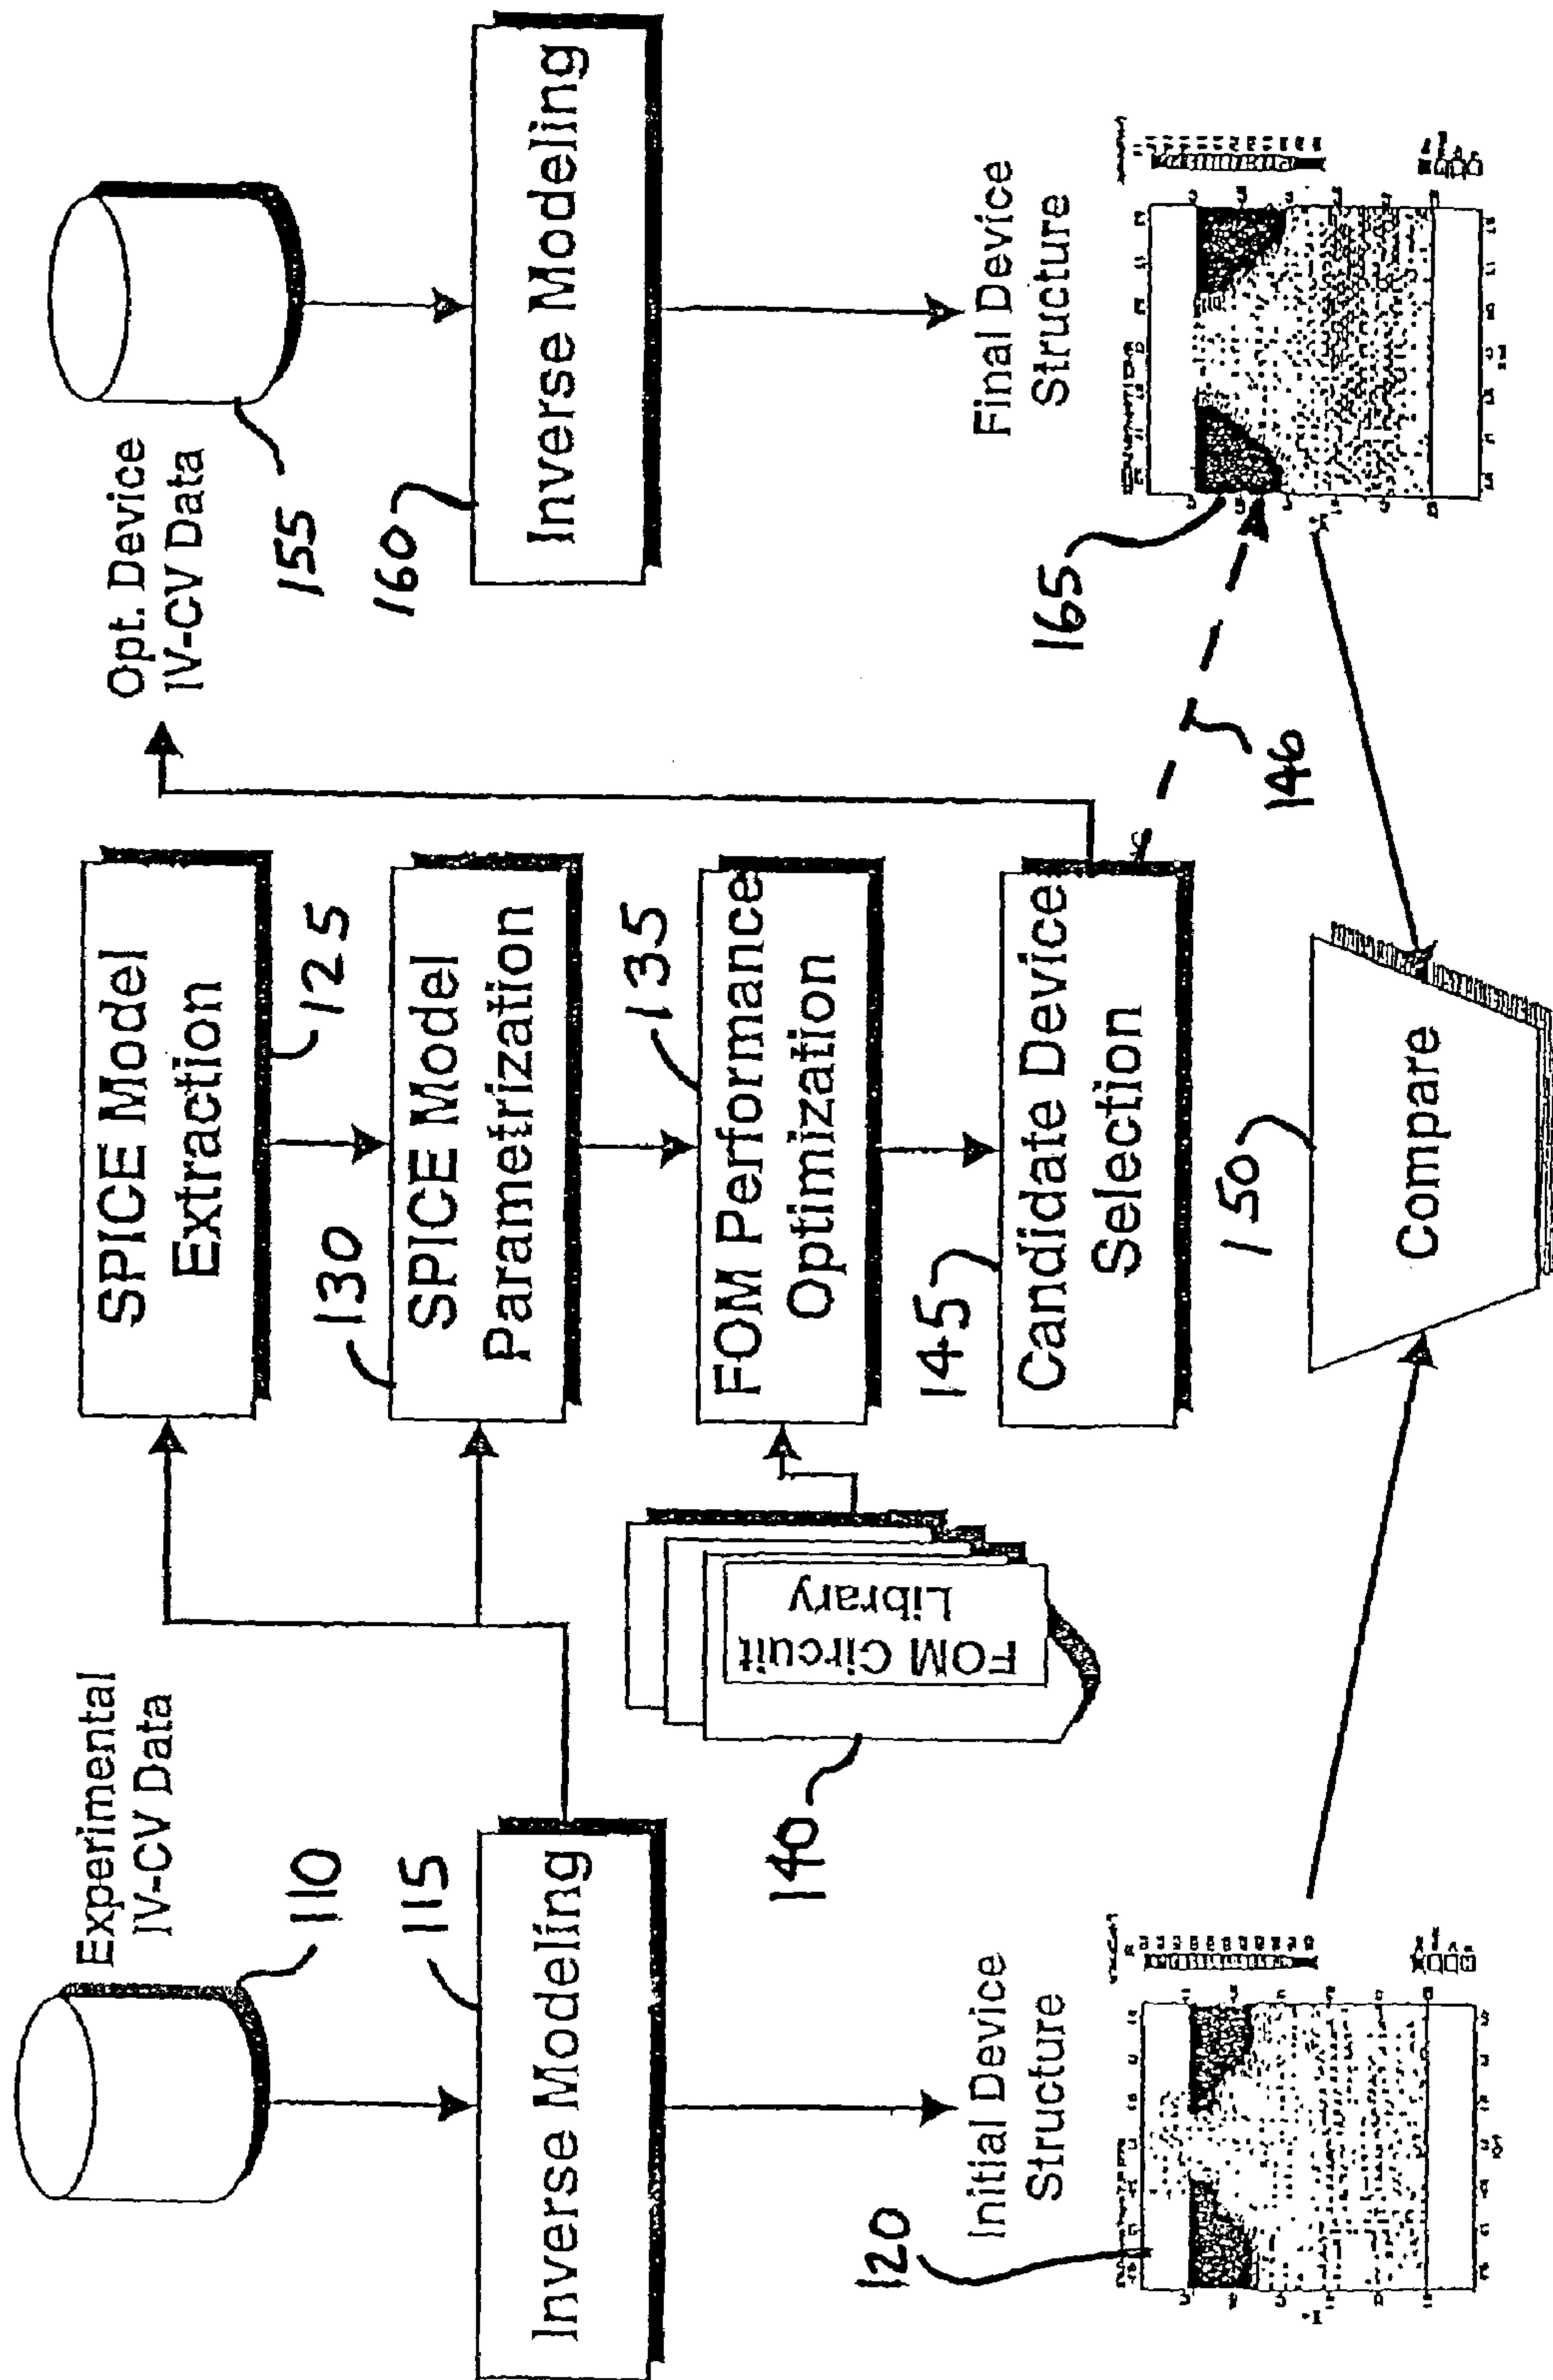 Experimental
IV-CV Data
110
115
Inverse Modeling
Initial Device
Structure
120
SPICE Model
Extraction
125
130
SPICE Model
Parametrization
135
FOM Performance
Optimization
FOM Circuit
Library
140
145
Candidate Device
Selection
146
150
Compare
Opt. Device
IV-CV Data
155
160
Inverse Modeling
Final Device
Structure
165